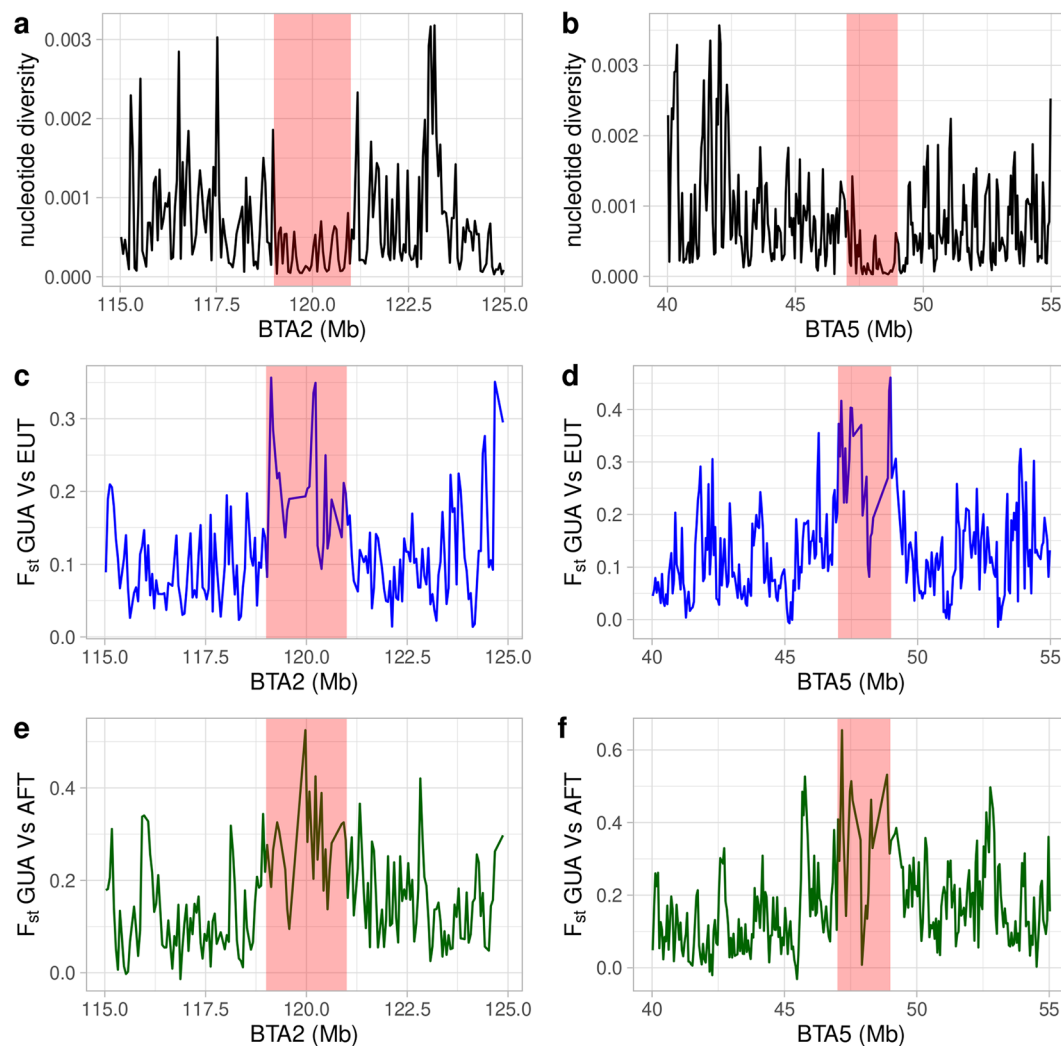 a
nucleotide diversity
0.003
0.002
0.001
0.000
115.0 117.5 120.0 122.5 125.0
BTA2 (Mb)
b
nucleotide diversity
0.003
0.002
0.001
0.000
40 45 50 55
BTA5 (Mb)
c
Fst GUA Vs EUT
0.3
0.2
0.1
0.0
115.0 117.5 120.0 122.5 125.0
BTA2 (Mb)
d
Fst GUA Vs EUT
0.4
0.3
0.2
0.1
0.0
40 45 50 55
BTA5 (Mb)
e
Fst GUA Vs AFT
0.4
0.2
0.0
115.0 117.5 120.0 122.5 125.0
BTA2 (Mb)
f
Fst GUA Vs AFT
0.6
0.4
0.2
0.0
40 45 50 55
BTA5 (Mb)